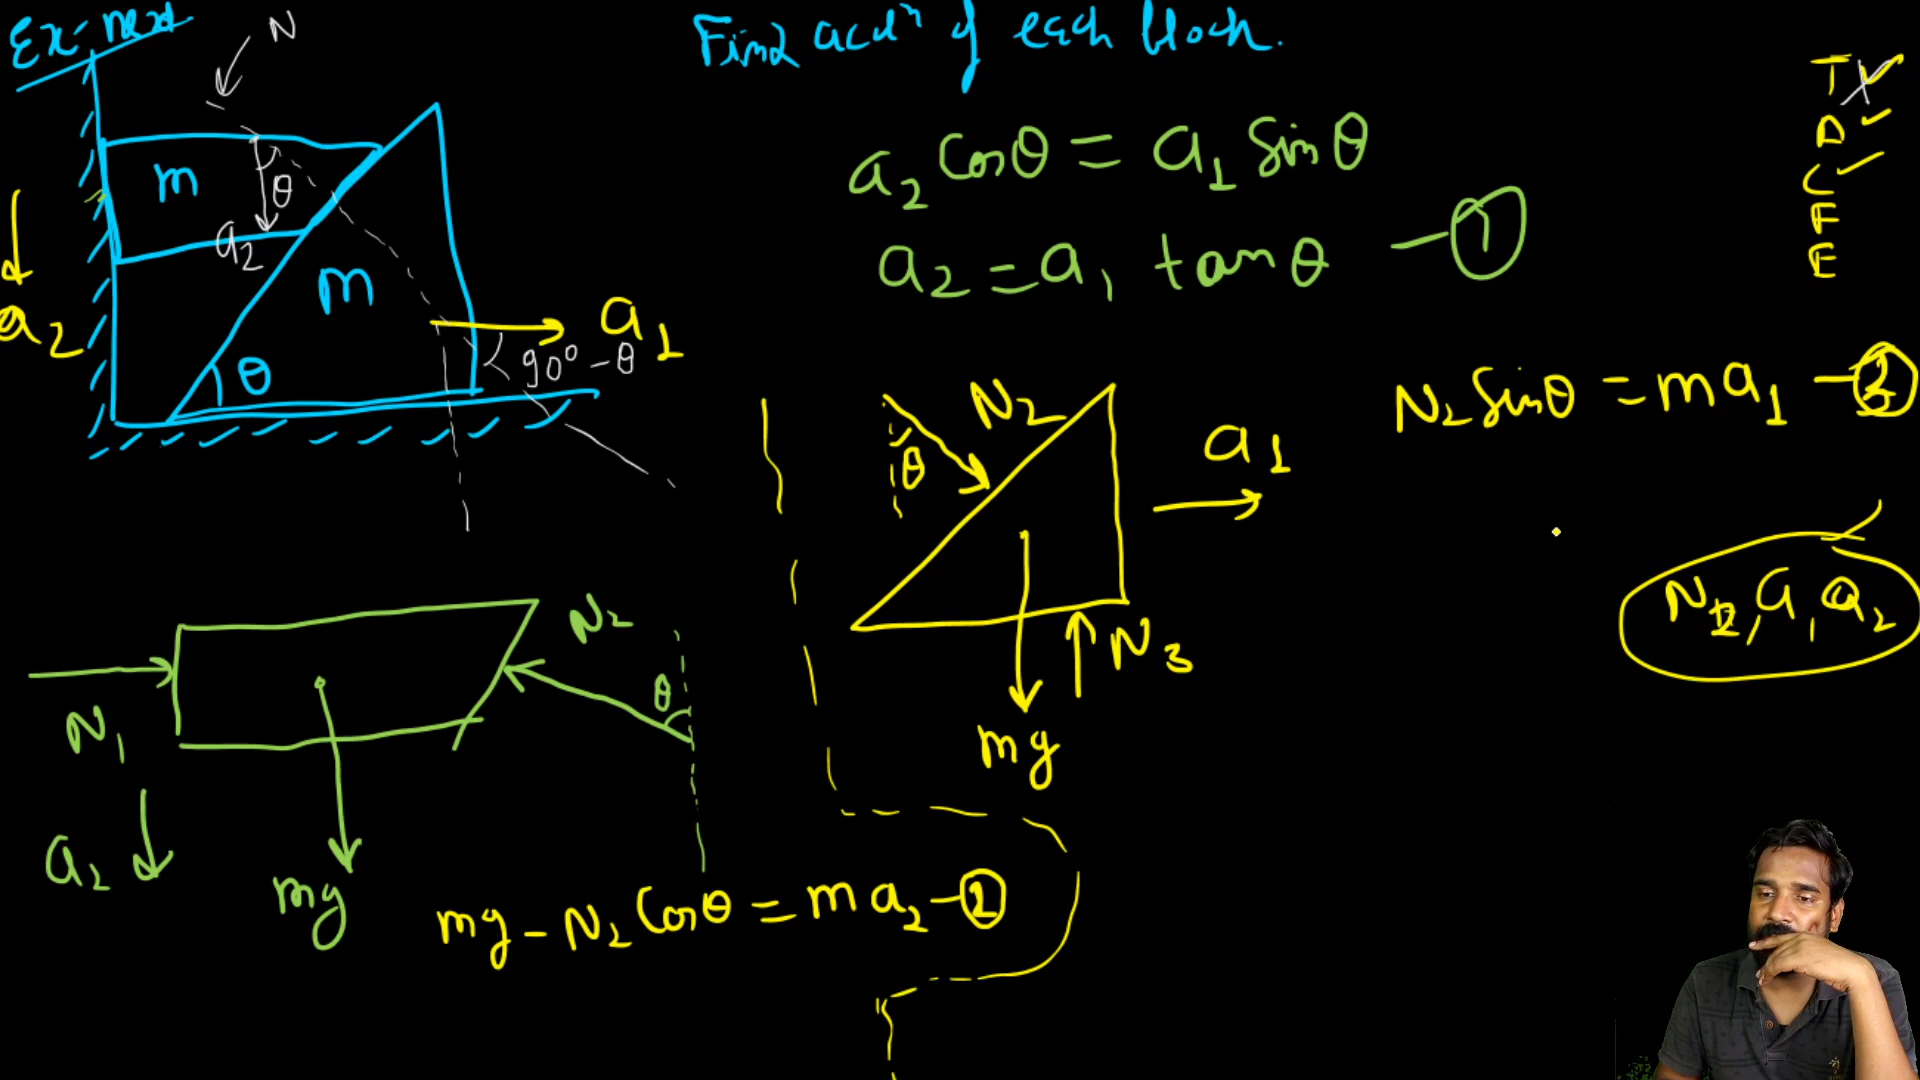 Ex-next
Find accⁿ of each block.
N
m
θ
a2
m
θ
a2
a1
90° - θ
a2 Cosθ = a1 Sinθ
a2 = a1 tanθ - ①
T
D
C
F
E
N2
θ
a1
N3
mg
N2 Sinθ = ma1 - ③
N2, a1, a2
N1
N2
θ
a2
mg
mg - N2 Cosθ = ma2 - ②